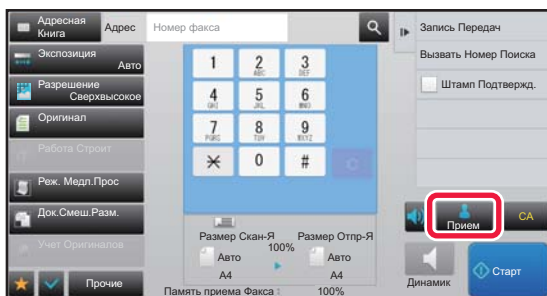 Адресная
Книга
Адрес
Номер факса
Запись Передач
Экспозиция
Авто
Вызвать Номер Поиска
Разрешение
Сверхвысокое
Штамп Подтвержд.
Оригинал
Работа Строит
Реж. Медл.Прос
Док.Смеш.Разм.
Учет Оригиналов
Прочие
1
2
ABC
3
DEF
4
GHI
5
JKL
6
MNO
7
PQRS
8
TUV
9
WXYZ
0
#
C
Размер Скан-Я
100%
Размер Отпр-Я
Авто
A4
Авто
A4
Память приема Факса
100%
Прием
CA
Динамик
Старт